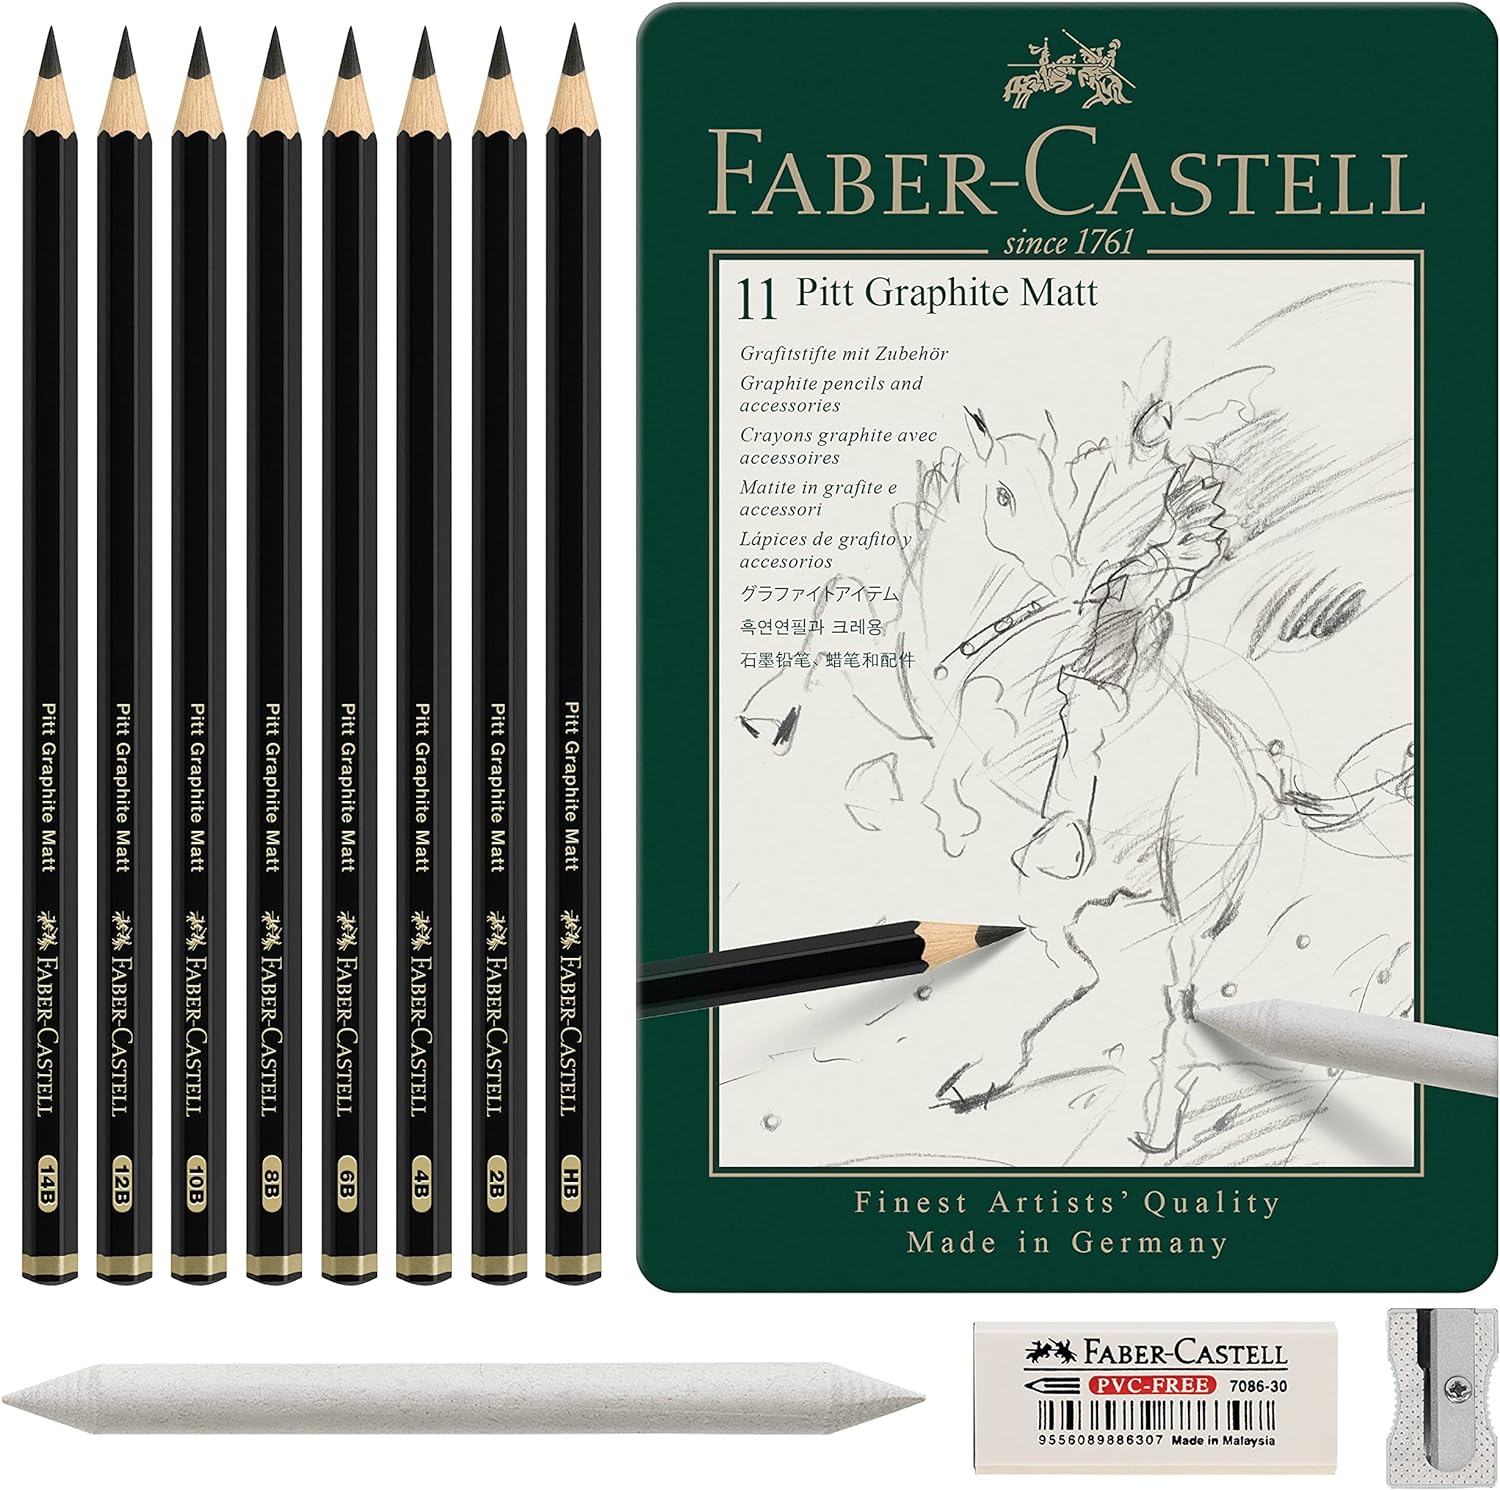 Pitt Graphite Matt FABER-CASTELL 14B
Pitt Graphite Matt FABER-CASTELL 12B
Pitt Graphite Matt FABER-CASTELL 10B
Pitt Graphite Matt FABER-CASTELL 8B
Pitt Graphite Matt FABER-CASTELL 6B
Pitt Graphite Matt FABER-CASTELL 4B
Pitt Graphite Matt FABER-CASTELL 2B
Pitt Graphite Matt FABER-CASTELL HB
FABER-CASTELL
since 1761
11 Pitt Graphite Matt
Grafitstifte mit Zubehör
Graphite pencils and
accessories
Crayons graphite avec
accessoires
Matite in grafite e
accessori
Lápices de grafito y
accesorios
グラファイトアイテム
흑연연필과 크레용
石墨铅笔、蜡笔和配件
Finest Artists' Quality
Made in Germany
FABER-CASTELL
PVC-FREE 7086-30
9556089886307 Made in Malaysia